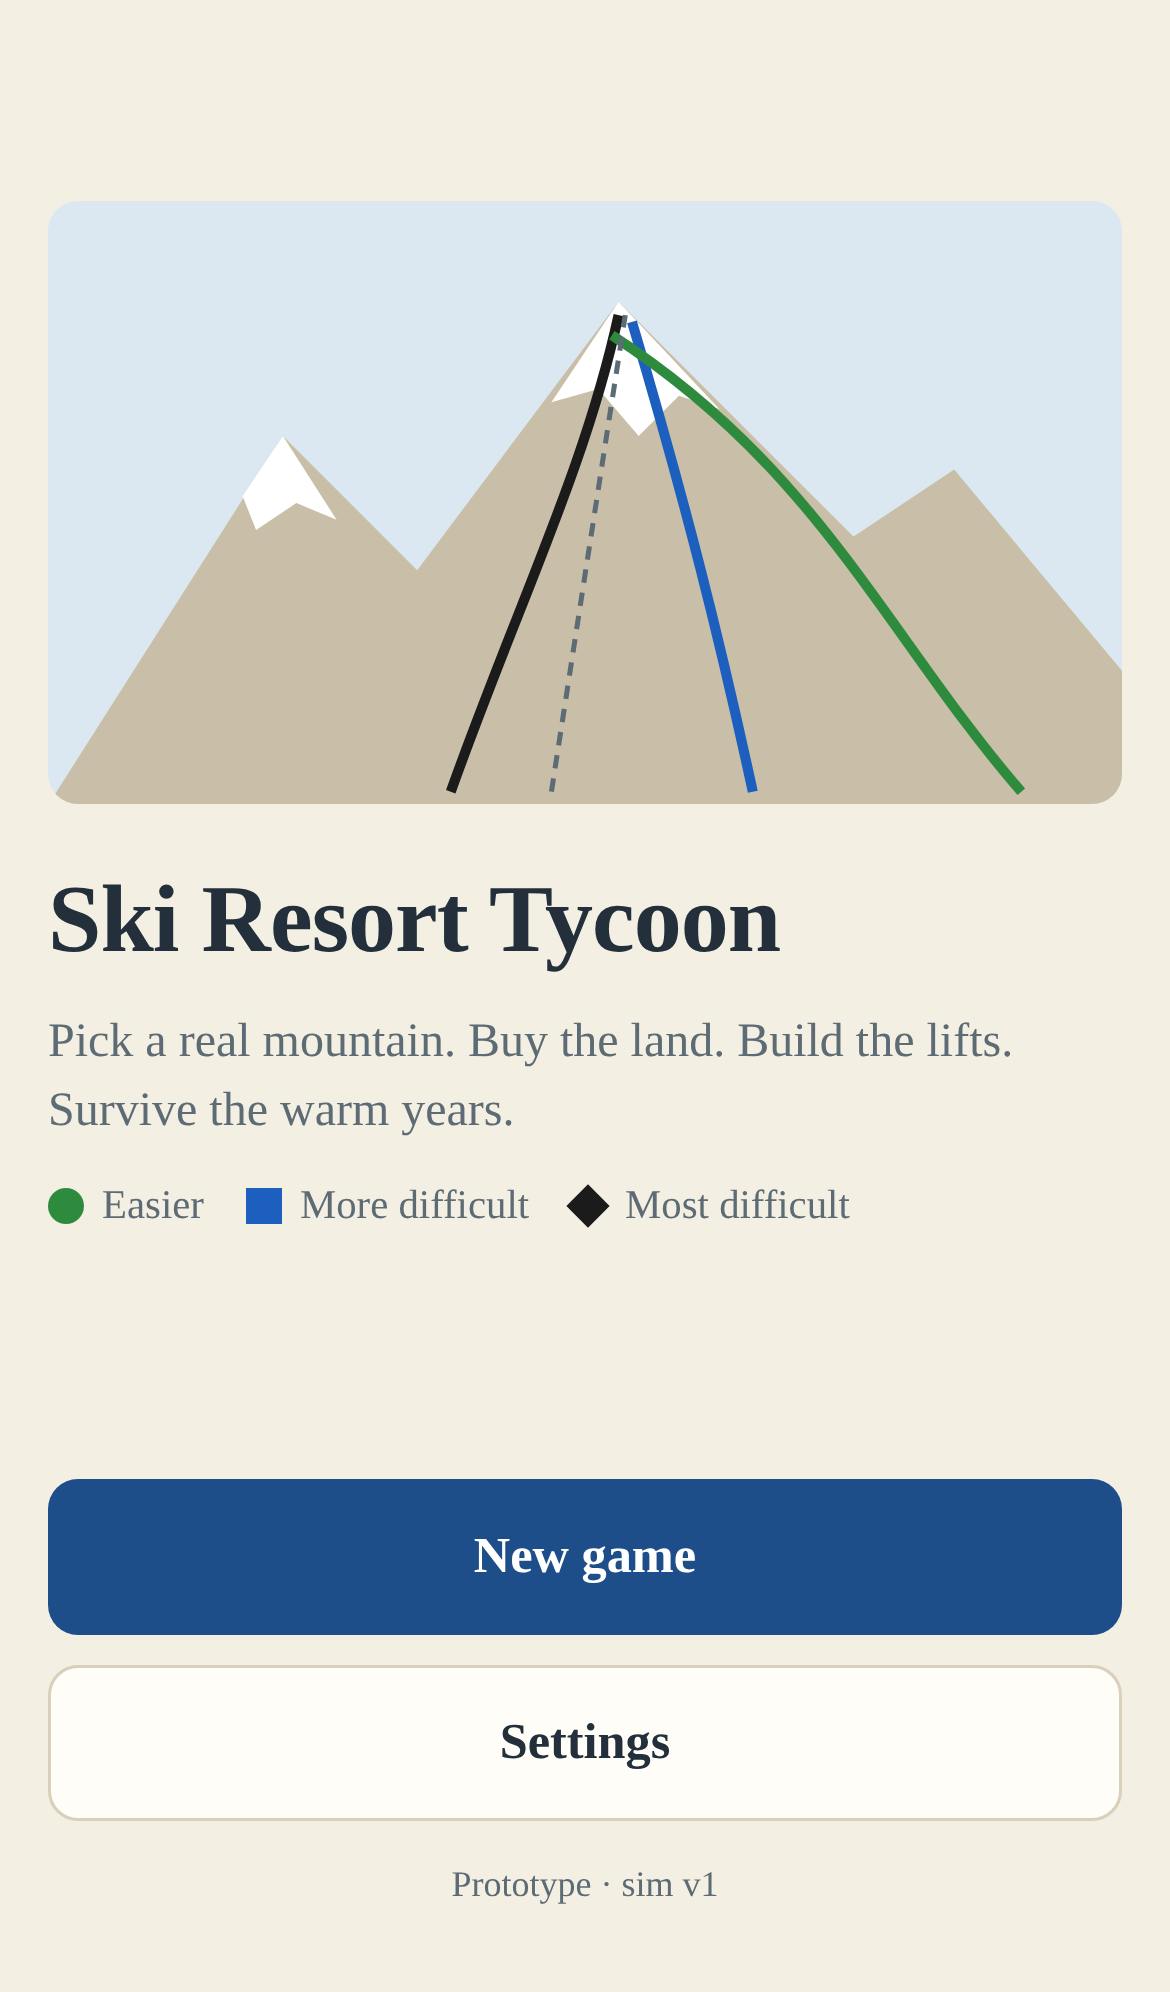 Ski Resort Tycoon
Pick a real mountain. Buy the land. Build the lifts.
Survive the warm years.
Easier More difficult Most difficult
New game
Settings
Prototype · sim v1